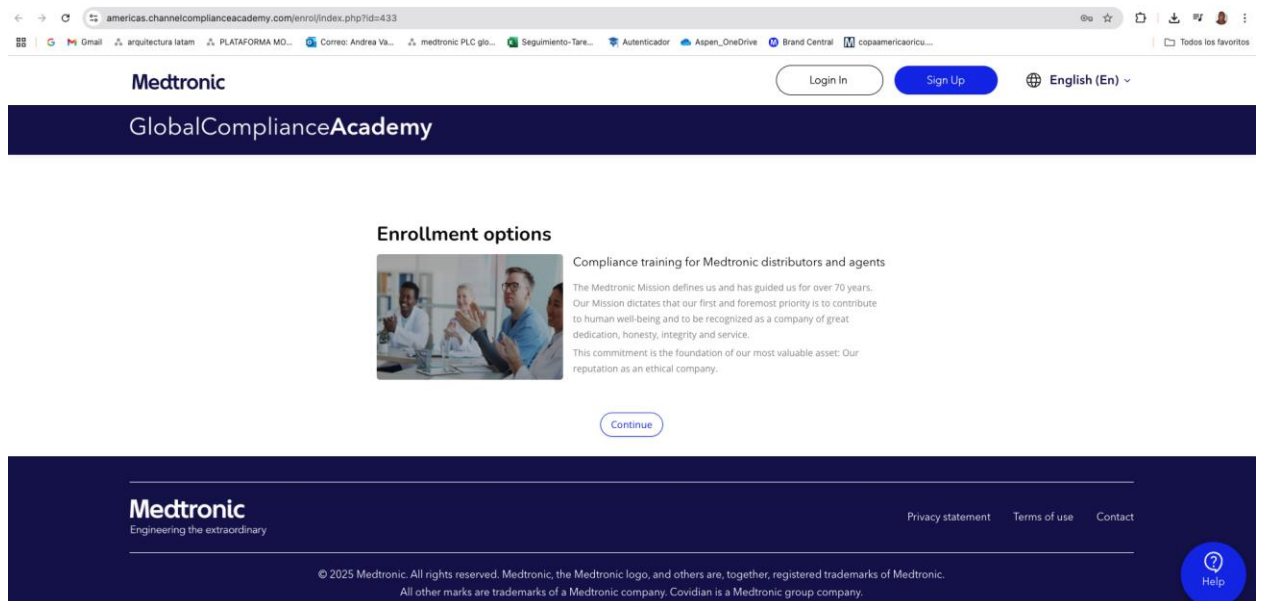 americas.channelcomplianceacademy.com/enrol/index.php?id=433
Gmail arquitectura latam PLATAFORMA MO... Correo: Andrea Va... medtronic PLC glo... Seguimiento-Tare... Autenticador Aspen_OneDrive Brand Central copaamericaoricu.... Todos los favoritos
Medtronic Login In Sign Up English (En)
GlobalComplianceAcademy
Enrollment options
Compliance training for Medtronic distributors and agents
The Medtronic Mission defines us and has guided us for over 70 years.
Our Mission dictates that our first and foremost priority is to contribute
to human well-being and to be recognized as a company of great
dedication, honesty, integrity and service.
This commitment is the foundation of our most valuable asset: Our
reputation as an ethical company.
Continue
Medtronic
Engineering the extraordinary
Privacy statement Terms of use Contact
Help
© 2025 Medtronic. All rights reserved. Medtronic, the Medtronic logo, and others are, together, registered trademarks of Medtronic.
All other marks are trademarks of a Medtronic company. Covidian is a Medtronic group company.